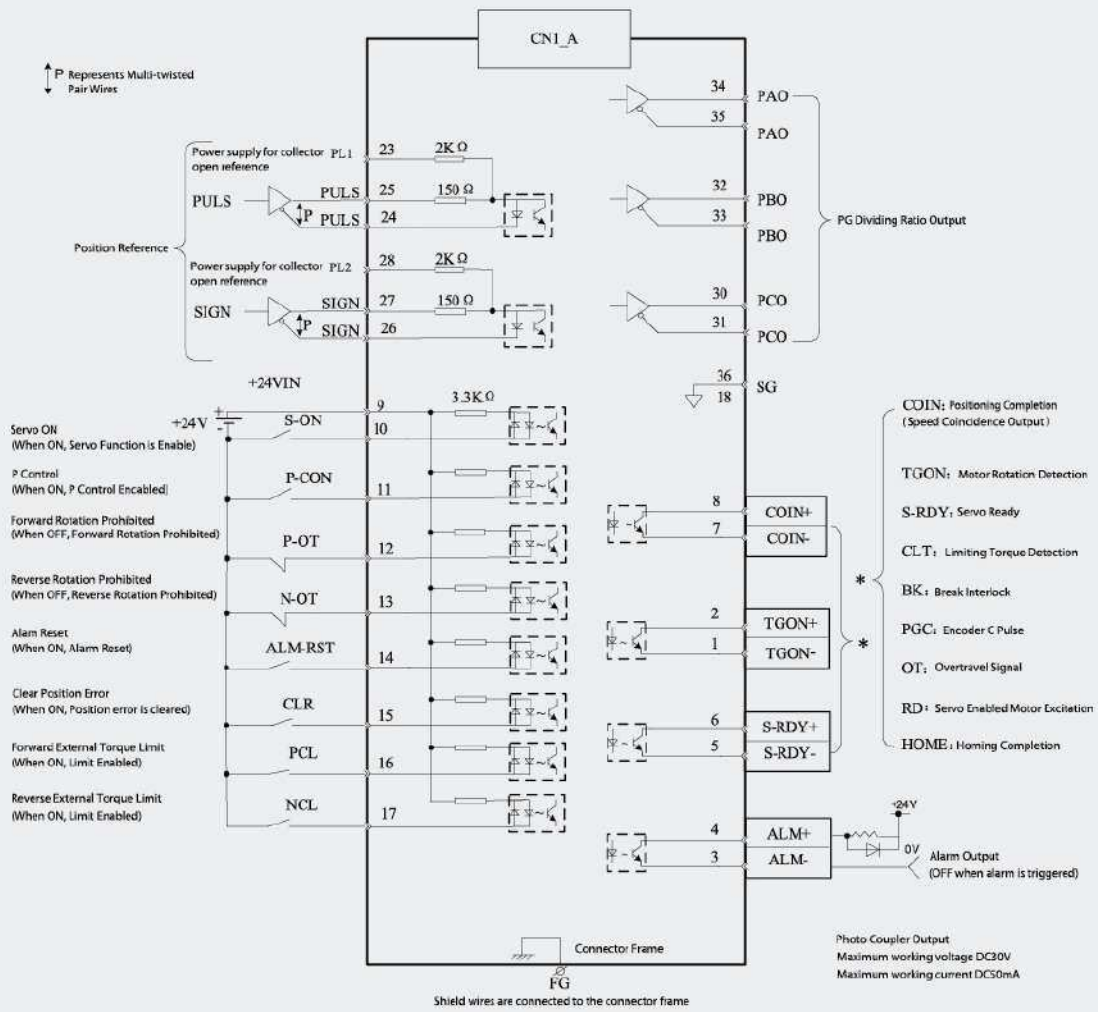 CN1_A
P Represents Multi-twisted
Pair Wires
Power supply for collector PL1
open reference
23
2K Ω
PULS
PULS
25
150 Ω
P
PULS
24
Position Reference
Power supply for collector PL2
open reference
28
2K Ω
SIGN
SIGN
27
150 Ω
P
SIGN
26
34
PAO
35
PAO
32
PBO
33
PBO
PG Dividing Ratio Output
30
PCO
31
PCO
36
SG
18
+24VIN
+24V
+
-
9
3.3K Ω
Servo ON
(When ON, Servo Function is Enable)
S-ON
10
P Control
(When ON, P Control Encabled)
P-CON
11
Forward Rotation Prohibited
(When OFF, Forward Rotation Prohibited)
P-OT
12
Reverse Rotation Prohibited
(When OFF, Reverse Rotation Prohibited)
N-OT
13
Alam Reset
(When ON, Alarm Reset)
ALM-RST
14
Clear Position Error
(When ON, Position error is cleared)
CLR
15
Forward External Torque Limit
(When ON, Limit Enabled)
PCL
16
Reverse External Torque Limit
(When ON, Limit Enabled)
NCL
17
8
COIN+
7
COIN-
2
TGON+
1
TGON-
6
S-RDY+
5
S-RDY-
4
ALM+
3
ALM-
*
*
COIN: Positioning Completion
(Speed Coincidence Output)
TGON: Motor Rotation Detection
S-RDY: Servo Ready
CLT: Limiting Torque Detection
BK: Break Interlock
PGC: Encoder C Pulse
OT: Overtravel Signal
RD: Servo Enabled Motor Excitation
HOME: Homing Completion
+24V
0V
Alarm Output
(OFF when alarm is triggered)
Photo Coupler Output
Maximum working voltage DC30V
Maximum working current DC50mA
Connector Frame
FG
Shield wires are connected to the connector frame